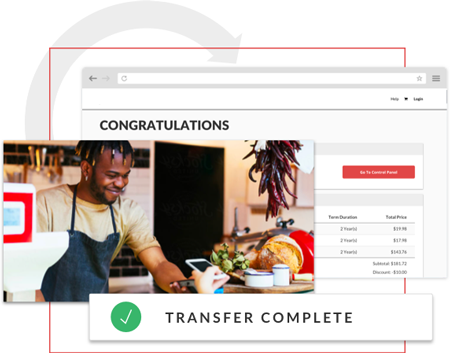 Help Login
CONGRATULATIONS
Go To Control Panel
Term Duration Total Price
2 Year(s) $19.98
2 Year(s) $17.98
2 Year(s) $143.76
Subtotal: $181.72
Discount: -$10.00
TRANSFER COMPLETE